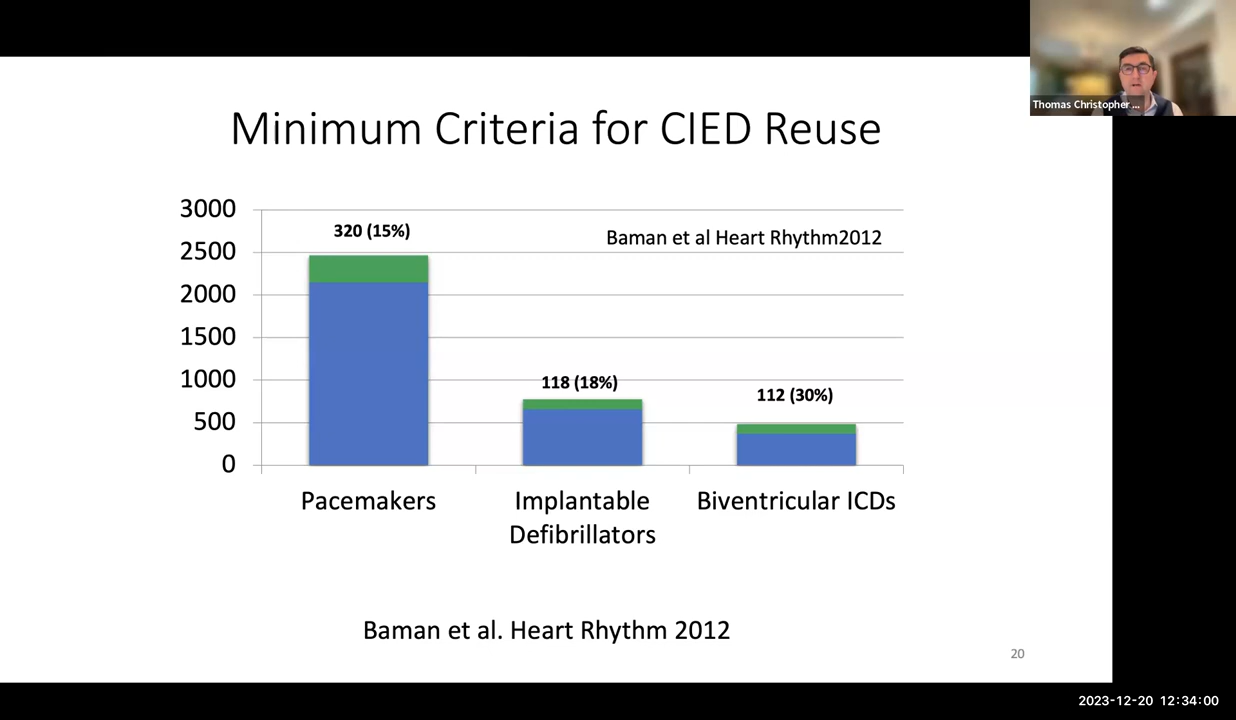 Thomas Christopher ...
Minimum Criteria for CIED Reuse
3000
2500
2000
1500
1000
500
0
320 (15%)
Baman et al Heart Rhythm2012
118 (18%)
112 (30%)
Pacemakers
Implantable
Defibrillators
Biventricular ICDs
Baman et al. Heart Rhythm 2012
20
2023-12-20 12:34:00